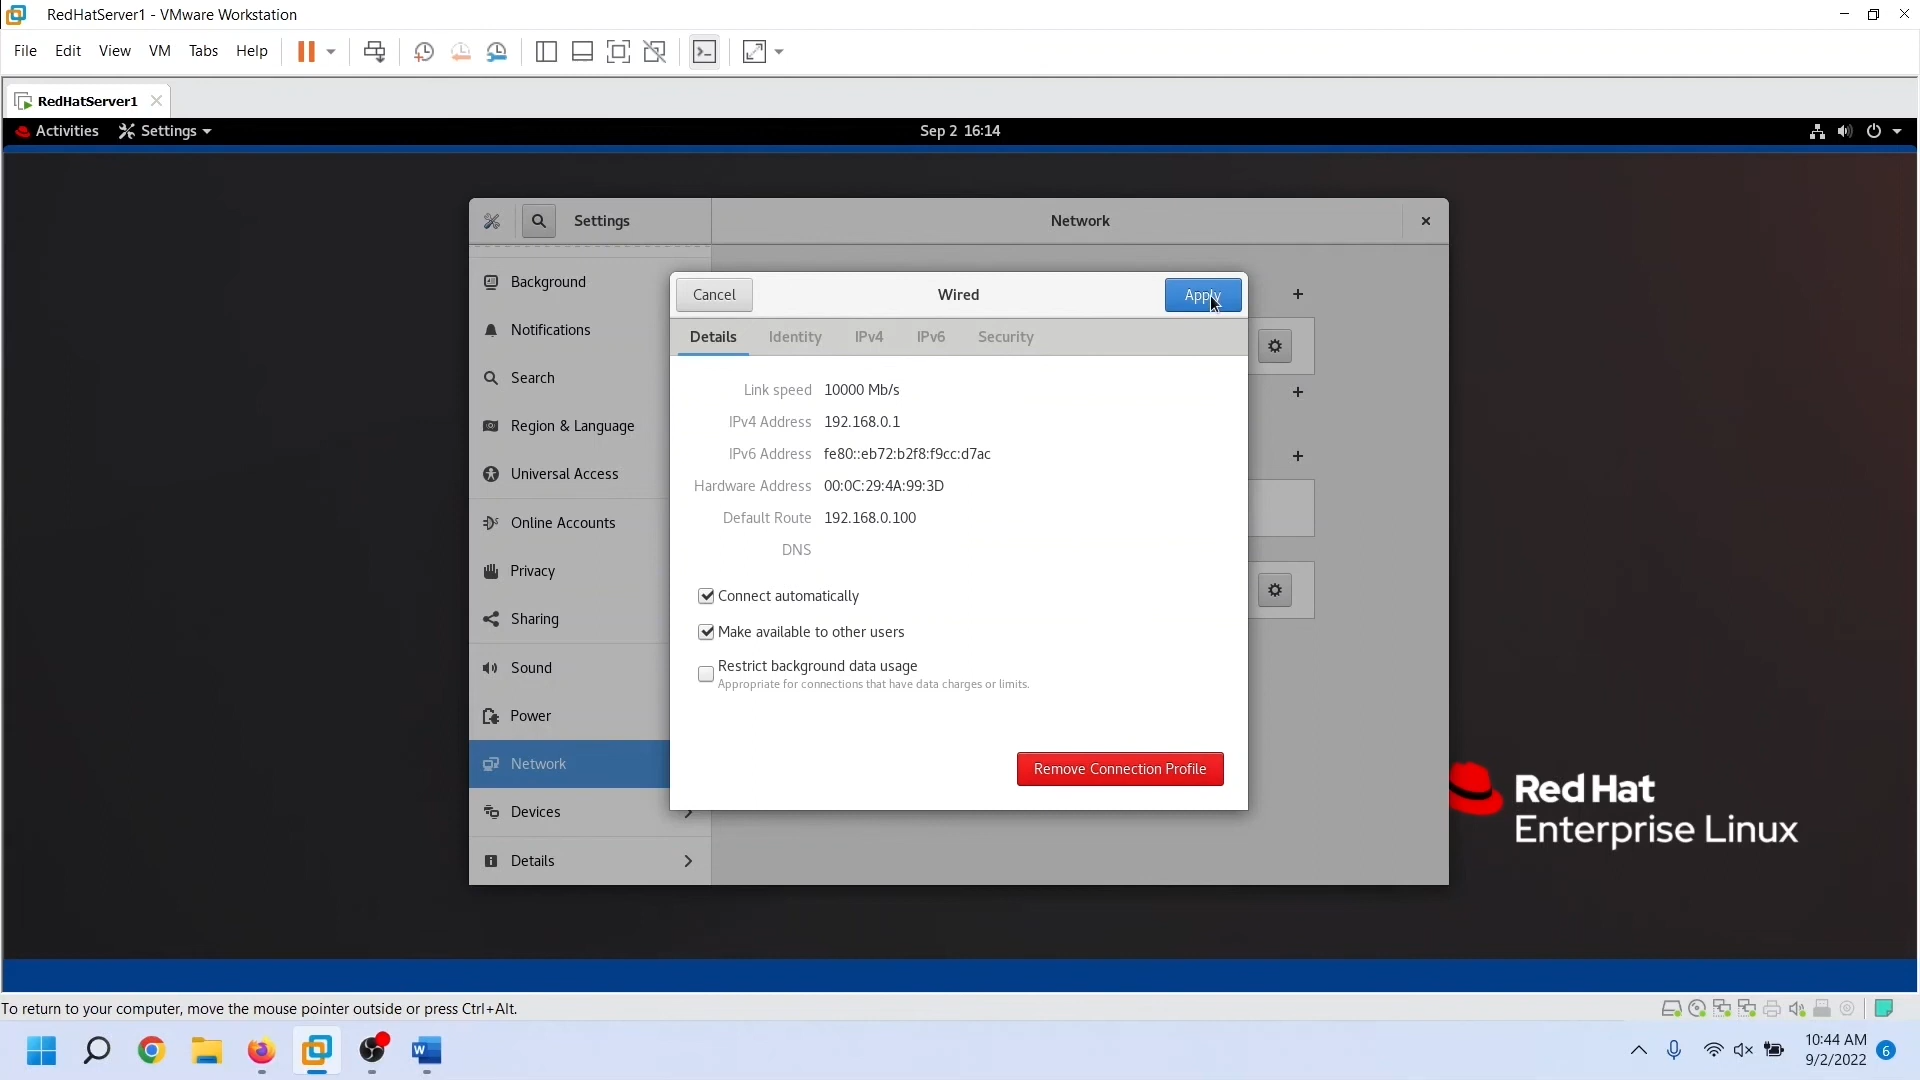 RedHatServer1 - VMware Workstation
File Edit View VM Tabs Help
RedHatServer1
Activities Settings Sep 2 16:14
Settings Network
Background
Notifications
Search
Region & Language
Universal Access
Online Accounts
Privacy
Sharing
Sound
Power
Network
Devices
Details
Cancel Wired Apply
Details Identity IPv4 IPv6 Security
Link speed 10000 Mb/s
IPv4 Address 192.168.0.1
IPv6 Address fe80::eb72:b2f8:f9cc:d7ac
Hardware Address 00:0C:29:4A:99:3D
Default Route 192.168.0.100
DNS
Connect automatically
Make available to other users
Restrict background data usage
Appropriate for connections that have data charges or limits.
Remove Connection Profile
Red Hat
Enterprise Linux
To return to your computer, move the mouse pointer outside or press Ctrl+Alt.
10:44 AM
9/2/2022
6